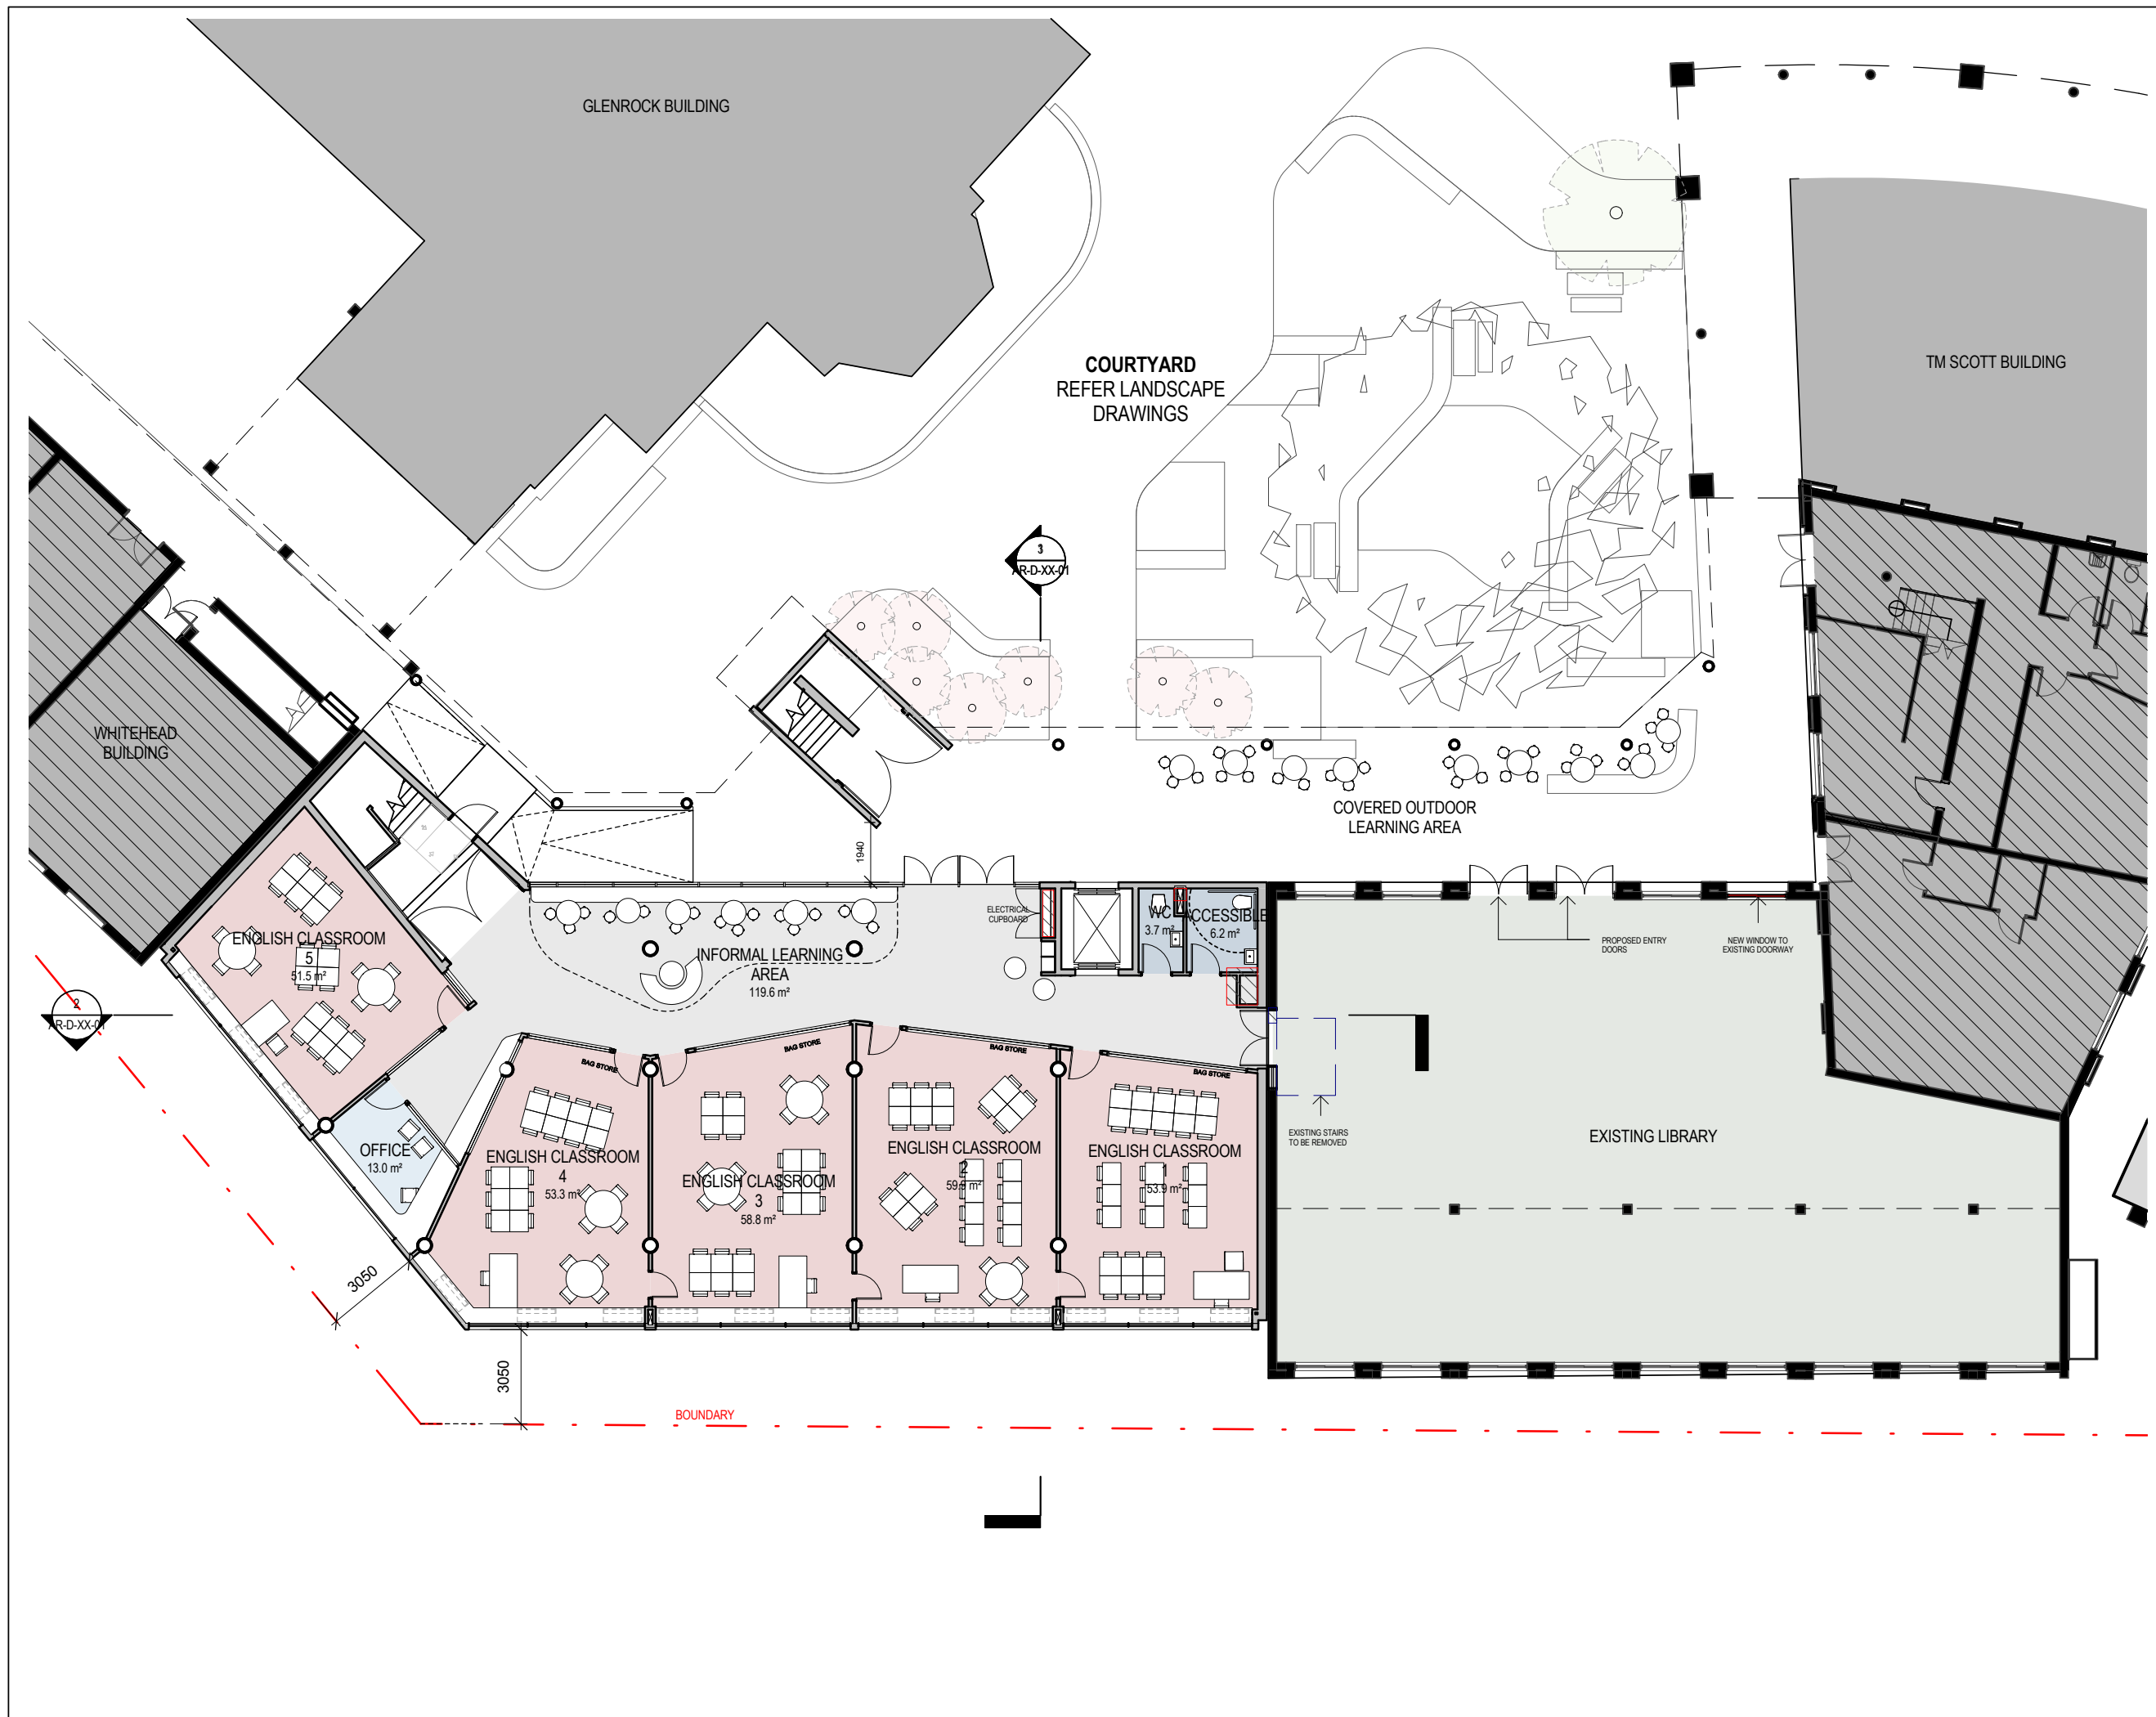 GLENROCK BUILDING
COURTYARD
REFER LANDSCAPE
DRAWINGS
TM SCOTT BUILDING
3
AR-D-XX-01
WHITEHEAD
BUILDING
COVERED OUTDOOR
LEARNING AREA
1940
ELECTRICAL
CUPBOARD
WC
3.7 m²
ACCESSIBLE
6.2 m²
PROPOSED ENTRY
DOORS
NEW WINDOW TO
EXISTING DOORWAY
ENGLISH CLASSROOM
5
51.5 m²
INFORMAL LEARNING
AREA
119.6 m²
2
AR-D-XX-01
BAG STORE
BAG STORE
BAG STORE
BAG STORE
OFFICE
13.0 m²
ENGLISH CLASSROOM
4
53.3 m²
ENGLISH CLASSROOM
3
58.8 m²
ENGLISH CLASSROOM
2
59.9 m²
ENGLISH CLASSROOM
1
53.9 m²
EXISTING STAIRS
TO BE REMOVED
EXISTING LIBRARY
3050
3050
BOUNDARY